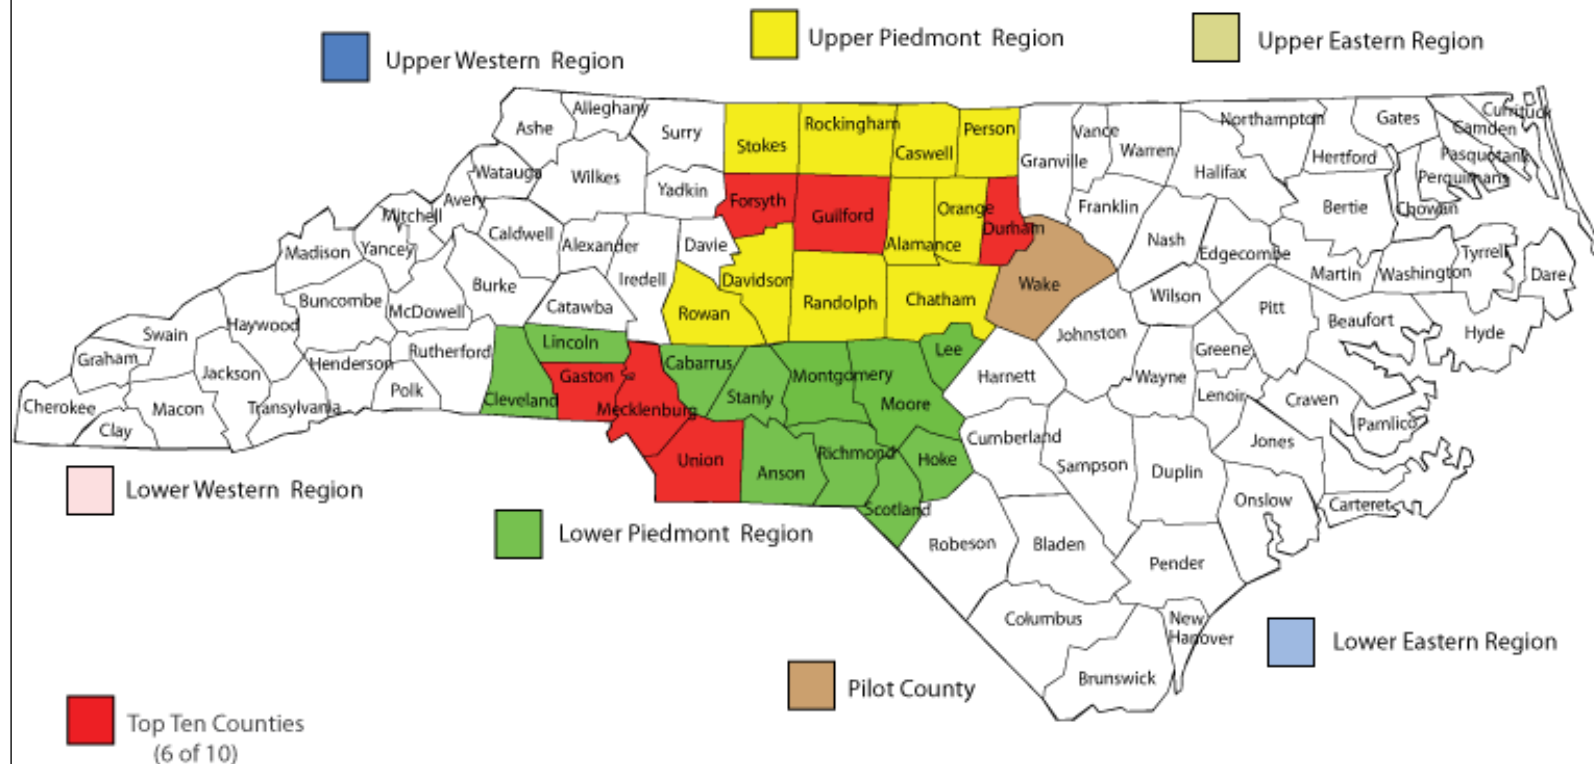 Upper Western Region
Upper Piedmont Region
Upper Eastern Region
Ashe
Alleghany
Surry
Stokes
Rockingham
Caswell
Person
Granville
Vance
Warren
Northampton
Gates
Currituck
Camden
Pasquotank
Perquimans
Chowan
Hertford
Halifax
Bertie
Watauga
Wilkes
Yadkin
Forsyth
Guilford
Alamance
Orange
Durham
Franklin
Nash
Edgecombe
Martin
Washington
Tyrrell
Dare
Avery
Mitchell
Yancey
Madison
Caldwell
Alexander
Iredell
Davie
Davidson
Randolph
Chatham
Wake
Wilson
Pitt
Beaufort
Hyde
Buncombe
McDowell
Burke
Catawba
Rowan
Johnston
Greene
Swain
Haywood
Graham
Jackson
Henderson
Rutherford
Polk
Lincoln
Cabarrus
Lee
Harnett
Wayne
Lenoir
Craven
Pamlico
Cherokee
Clay
Macon
Transylvania
Cleveland
Gaston
Mecklenburg
Stanly
Montgomery
Moore
Cumberland
Sampson
Duplin
Jones
Onslow
Carteret
Union
Anson
Richmond
Hoke
Scotland
Robeson
Bladen
Pender
Columbus
New
Hanover
Brunswick
Lower Western Region
Lower Piedmont Region
Lower Eastern Region
Pilot County
Top Ten Counties
(6 of 10)